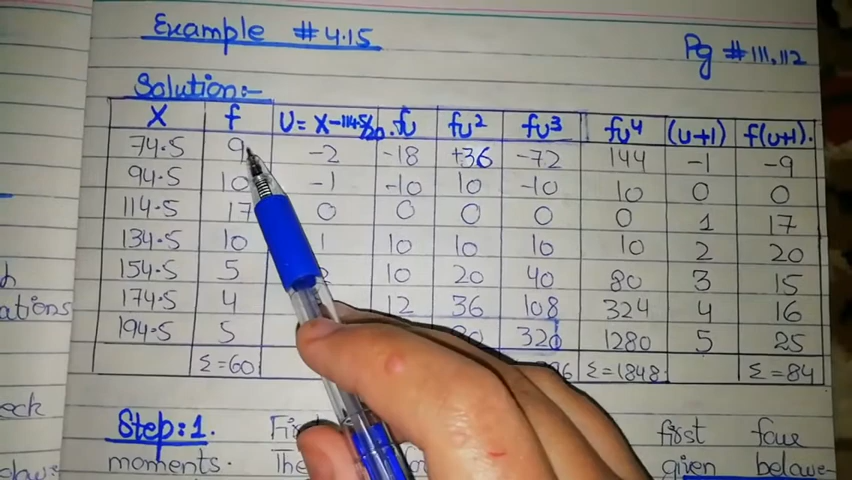 Example #4.15
Pg #111,112
Solution:-
X f U= X-114.5/20 fu fu2 fu3 fu4 (u+1) f(u+1).
74.5 9 -2 -18 +36 -72 144 -1 -9
94.5 10 -1 -10 10 -10 10 0 0
114.5 17 0 0 0 0 0 1 17
134.5 10 1 10 10 10 10 2 20
154.5 5 10 20 40 80 3 15
174.5 4 12 36 108 324 4 16
194.5 5 320 1280 5 25
Σ=60 Σ=1848 Σ=84
Step:1. first four
moments. given below-
ations